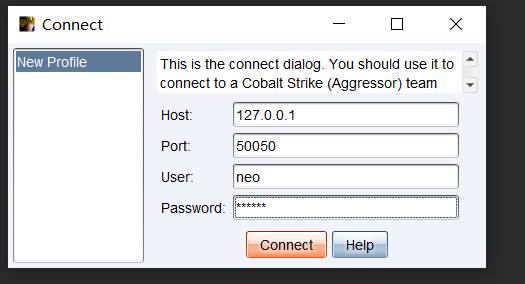 Connect
New Profile
This is the connect dialog. You should use it to
connect to a Cobalt Strike (Aggressor) team
Host: 127.0.0.1
Port: 50050
User: neo
Password: ******
Connect Help